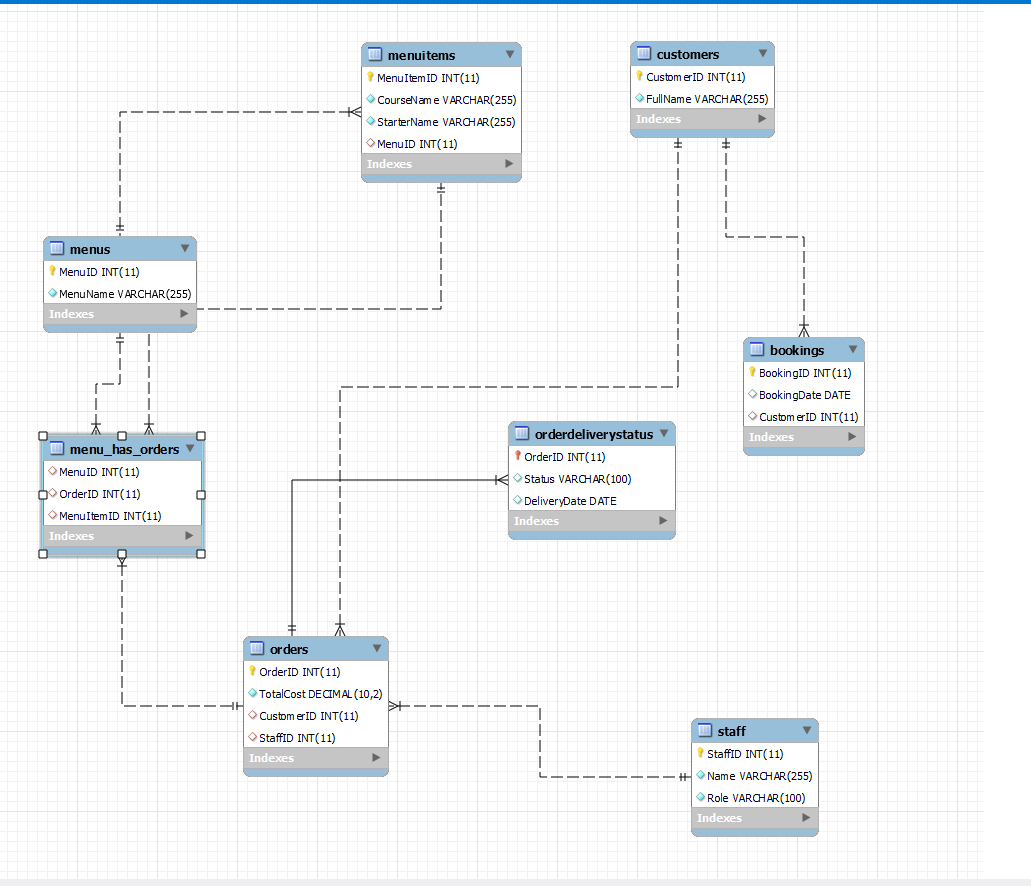 menuitems
MenuItemID INT(11)
CourseName VARCHAR(255)
StarterName VARCHAR(255)
MenuID INT(11)
Indexes
customers
CustomerID INT(11)
FullName VARCHAR(255)
Indexes
menus
MenuID INT(11)
MenuName VARCHAR(255)
Indexes
bookings
BookingID INT(11)
BookingDate DATE
CustomerID INT(11)
Indexes
menu_has_orders
MenuID INT(11)
OrderID INT(11)
MenuItemID INT(11)
Indexes
orderdeliverystatus
OrderID INT(11)
Status VARCHAR(100)
DeliveryDate DATE
Indexes
orders
OrderID INT(11)
TotalCost DECIMAL(10,2)
CustomerID INT(11)
StaffID INT(11)
Indexes
staff
StaffID INT(11)
Name VARCHAR(255)
Role VARCHAR(100)
Indexes